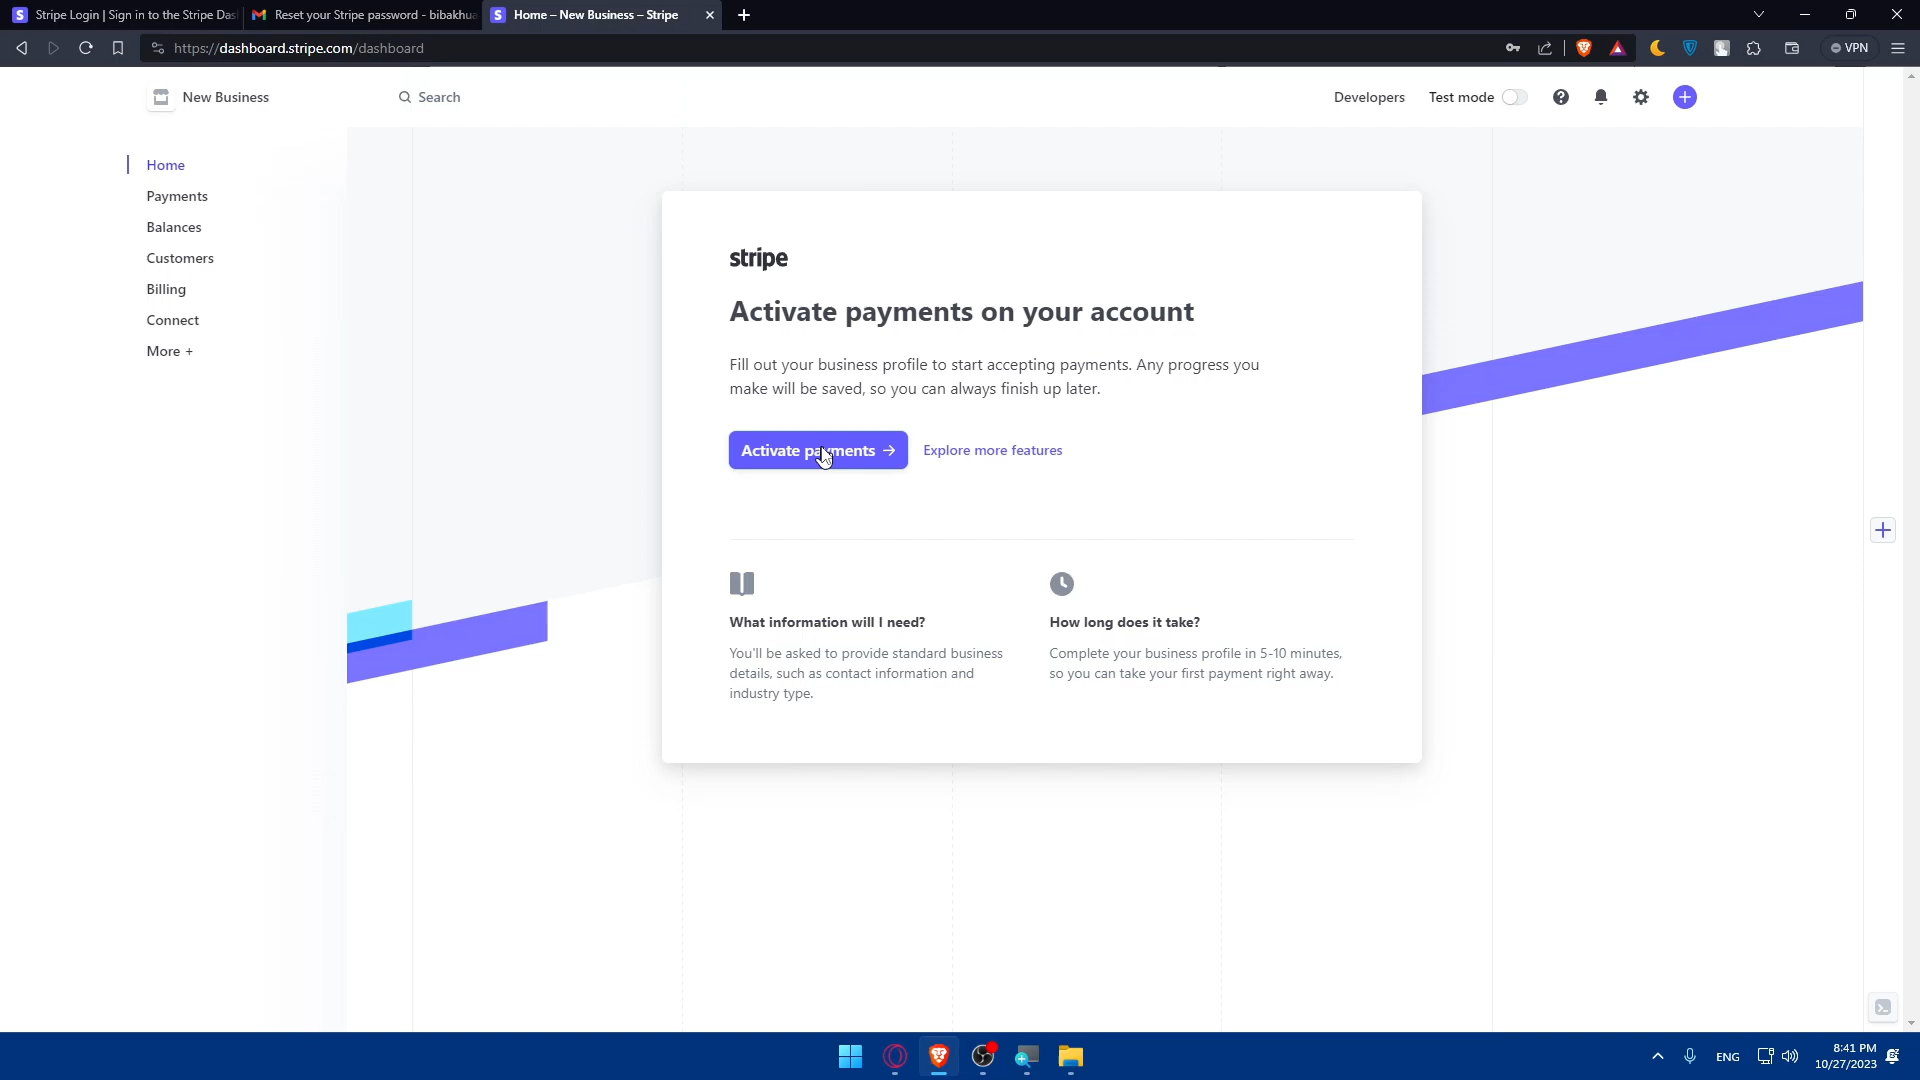 Stripe Login | Sign in to the Stripe Das
Reset your Stripe password - bibakhua
Home – New Business – Stripe
https://dashboard.stripe.com/dashboard
VPN
New Business
Search
Developers
Test mode
Home
Payments
Balances
Customers
Billing
Connect
More +
stripe
Activate payments on your account
Fill out your business profile to start accepting payments. Any progress you
make will be saved, so you can always finish up later.
Activate payments →
Explore more features
What information will I need?
You'll be asked to provide standard business
details, such as contact information and
industry type.
How long does it take?
Complete your business profile in 5-10 minutes,
so you can take your first payment right away.
ENG
8:41 PM
10/27/2023